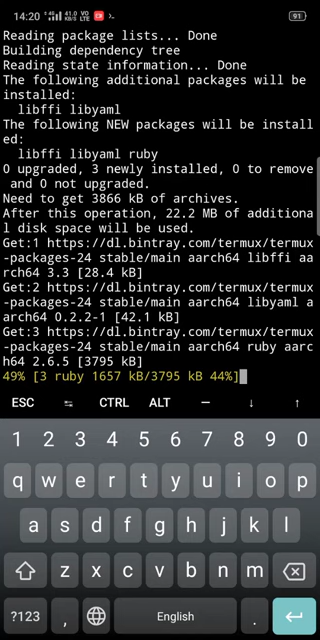 14:20 4G VO LTE 91
Reading package lists... Done
Building dependency tree
Reading state information... Done
The following additional packages will be
installed:
libffi libyaml
The following NEW packages will be install
ed:
libffi libyaml ruby
0 upgraded, 3 newly installed, 0 to remove
and 0 not upgraded.
Need to get 3866 kB of archives.
After this operation, 22.2 MB of additiona
l disk space will be used.
Get:1 https://dl.bintray.com/termux/termux
-packages-24 stable/main aarch64 libffi aa
rch64 3.3 [28.4 kB]
Get:2 https://dl.bintray.com/termux/termux
-packages-24 stable/main aarch64 libyaml a
arch64 0.2.2-1 [42.1 kB]
Get:3 https://dl.bintray.com/termux/termux
-packages-24 stable/main aarch64 ruby aarc
h64 2.6.5 [3795 kB]
49% [3 ruby 1657 kB/3795 kB 44%]
ESC CTRL ALT — ↓ ↑
1 2 3 4 5 6 7 8 9 0
q w e r t y u i o p
a s d f g h j k l
z x c v b n m
?123 , English .